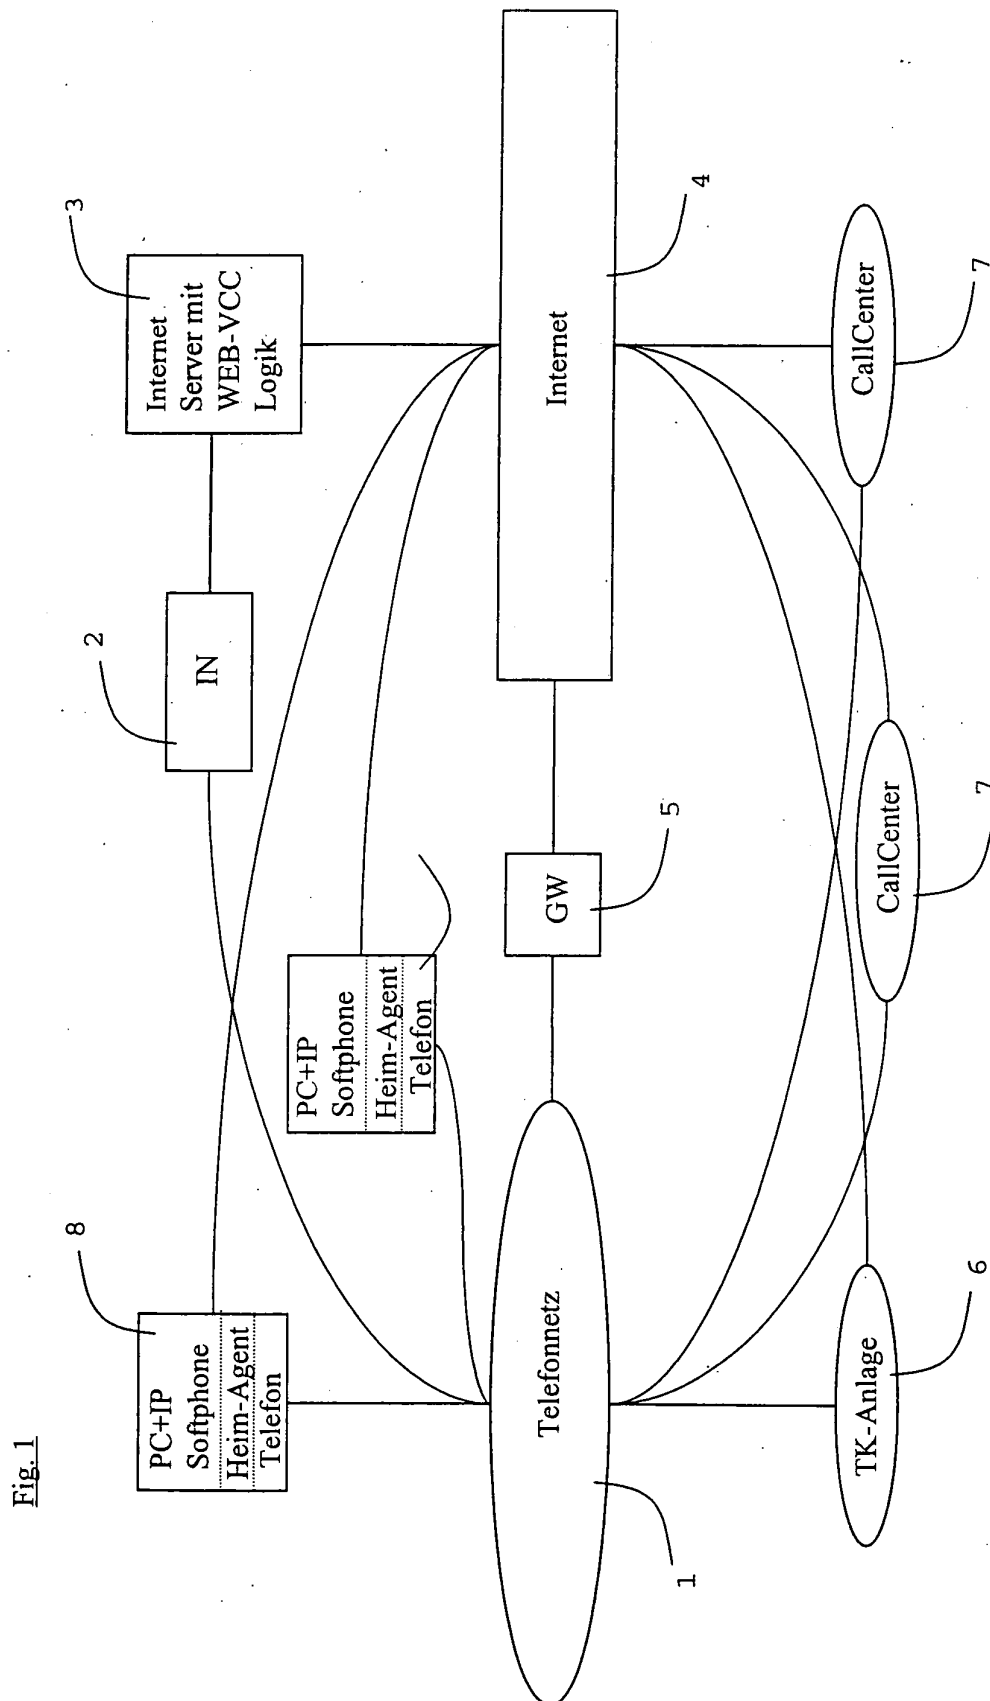 Fig. 1
8
PC+IP
Softphone
Heim-Agent
Telefon
2
IN
3
Internet
Server mit
WEB-VCC
Logik
PC+IP
Softphone
Heim-Agent
Telefon
Telefonnetz
1
GW
5
Internet
4
TK-Anlage
6
CallCenter
7
CallCenter
7